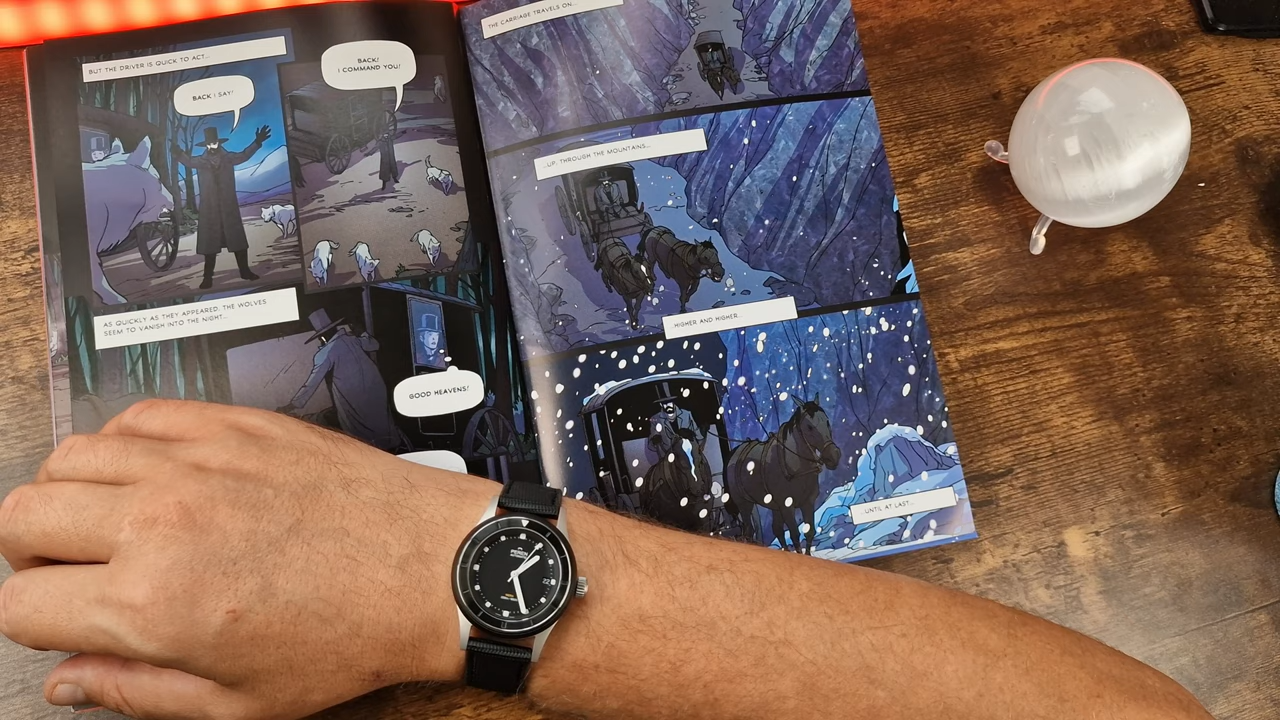 BUT THE DRIVER IS QUICK TO ACT...
BACK I SAY!
BACK!
I COMMAND YOU!
AS QUICKLY AS THEY APPEARED, THE WOLVES
SEEM TO VANISH INTO THE NIGHT...
GOOD HEAVENS!
THE CARRIAGE TRAVELS ON...
...UP, THROUGH THE MOUNTAINS...
HIGHER AND HIGHER...
...UNTIL AT LAST...
22